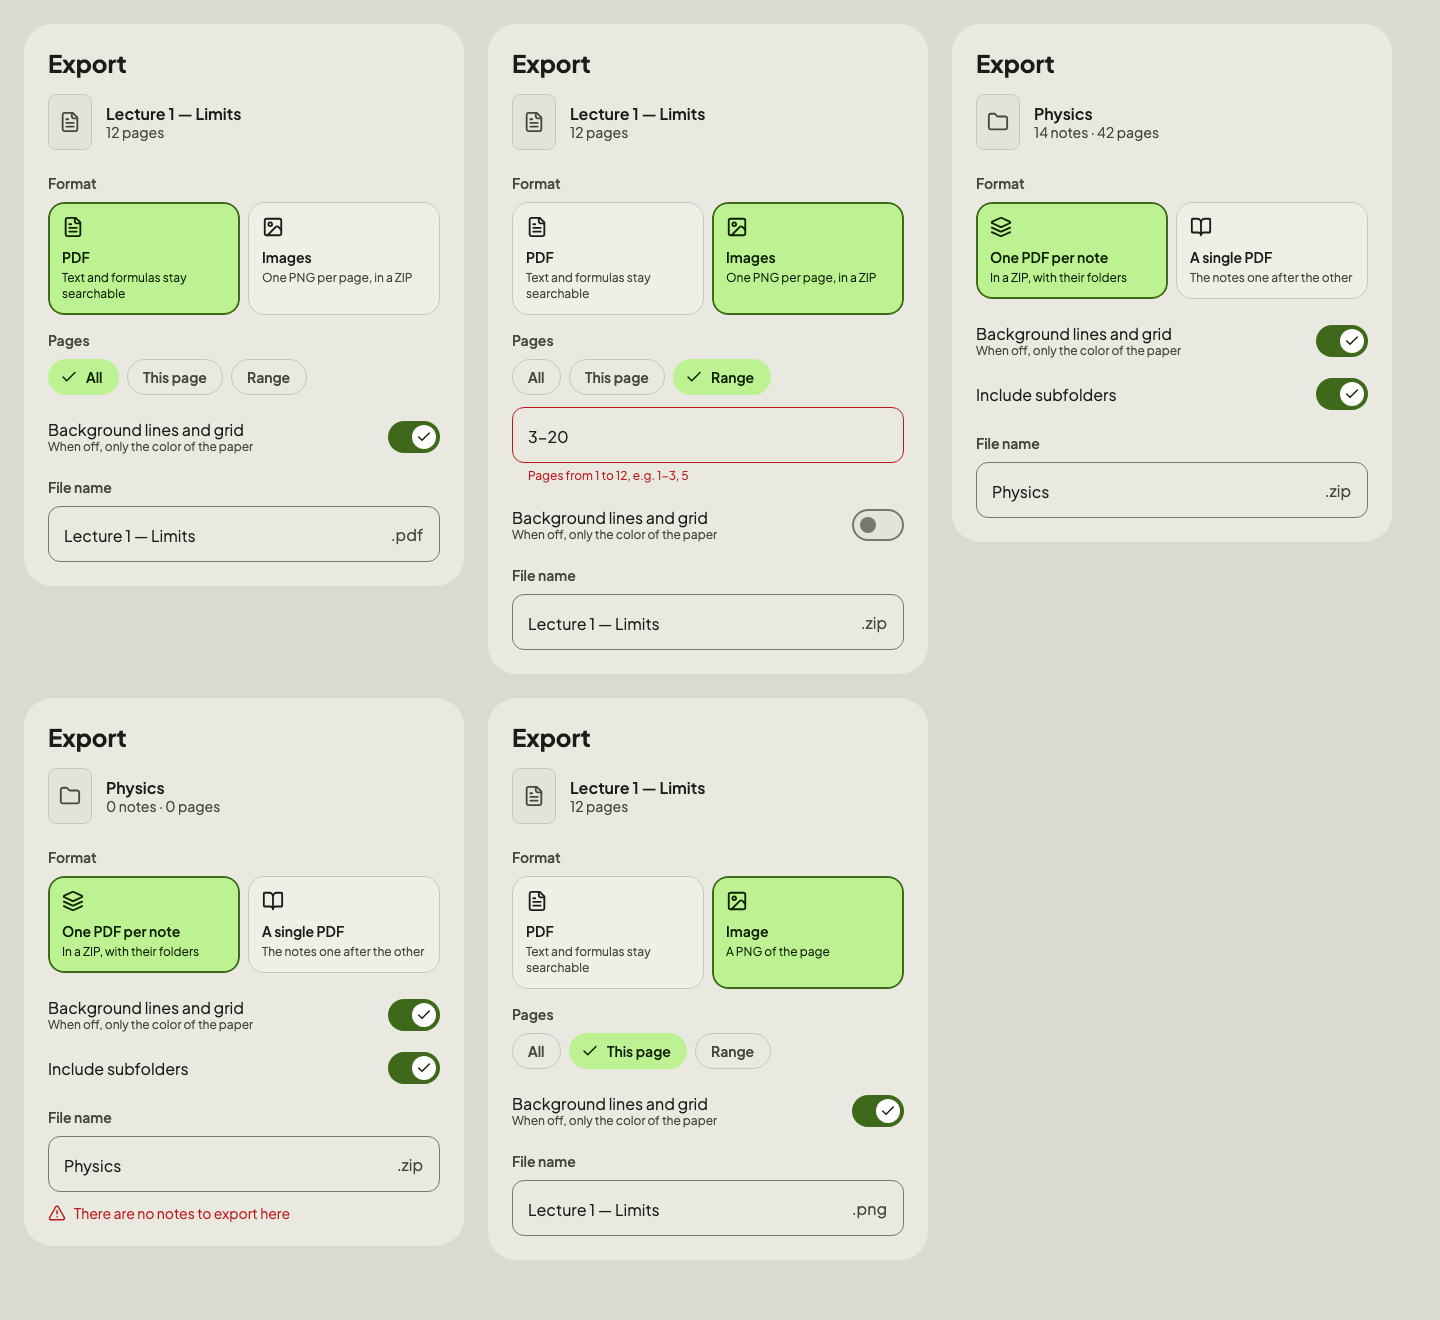 Export
Lecture 1 — Limits
12 pages
Format
PDF
Text and formulas stay
searchable
Images
One PNG per page, in a ZIP
Pages
All
This page
Range
Background lines and grid
When off, only the color of the paper
File name
Lecture 1 — Limits
.pdf
Export
Lecture 1 — Limits
12 pages
Format
PDF
Text and formulas stay
searchable
Images
One PNG per page, in a ZIP
Pages
All
This page
Range
3–20
Pages from 1 to 12, e.g. 1–3, 5
Background lines and grid
When off, only the color of the paper
File name
Lecture 1 — Limits
.zip
Export
Physics
14 notes · 42 pages
Format
One PDF per note
In a ZIP, with their folders
A single PDF
The notes one after the other
Background lines and grid
When off, only the color of the paper
Include subfolders
File name
Physics
.zip
Export
Physics
0 notes · 0 pages
Format
One PDF per note
In a ZIP, with their folders
A single PDF
The notes one after the other
Background lines and grid
When off, only the color of the paper
Include subfolders
File name
Physics
.zip
There are no notes to export here
Export
Lecture 1 — Limits
12 pages
Format
PDF
Text and formulas stay
searchable
Image
A PNG of the page
Pages
All
This page
Range
Background lines and grid
When off, only the color of the paper
File name
Lecture 1 — Limits
.png